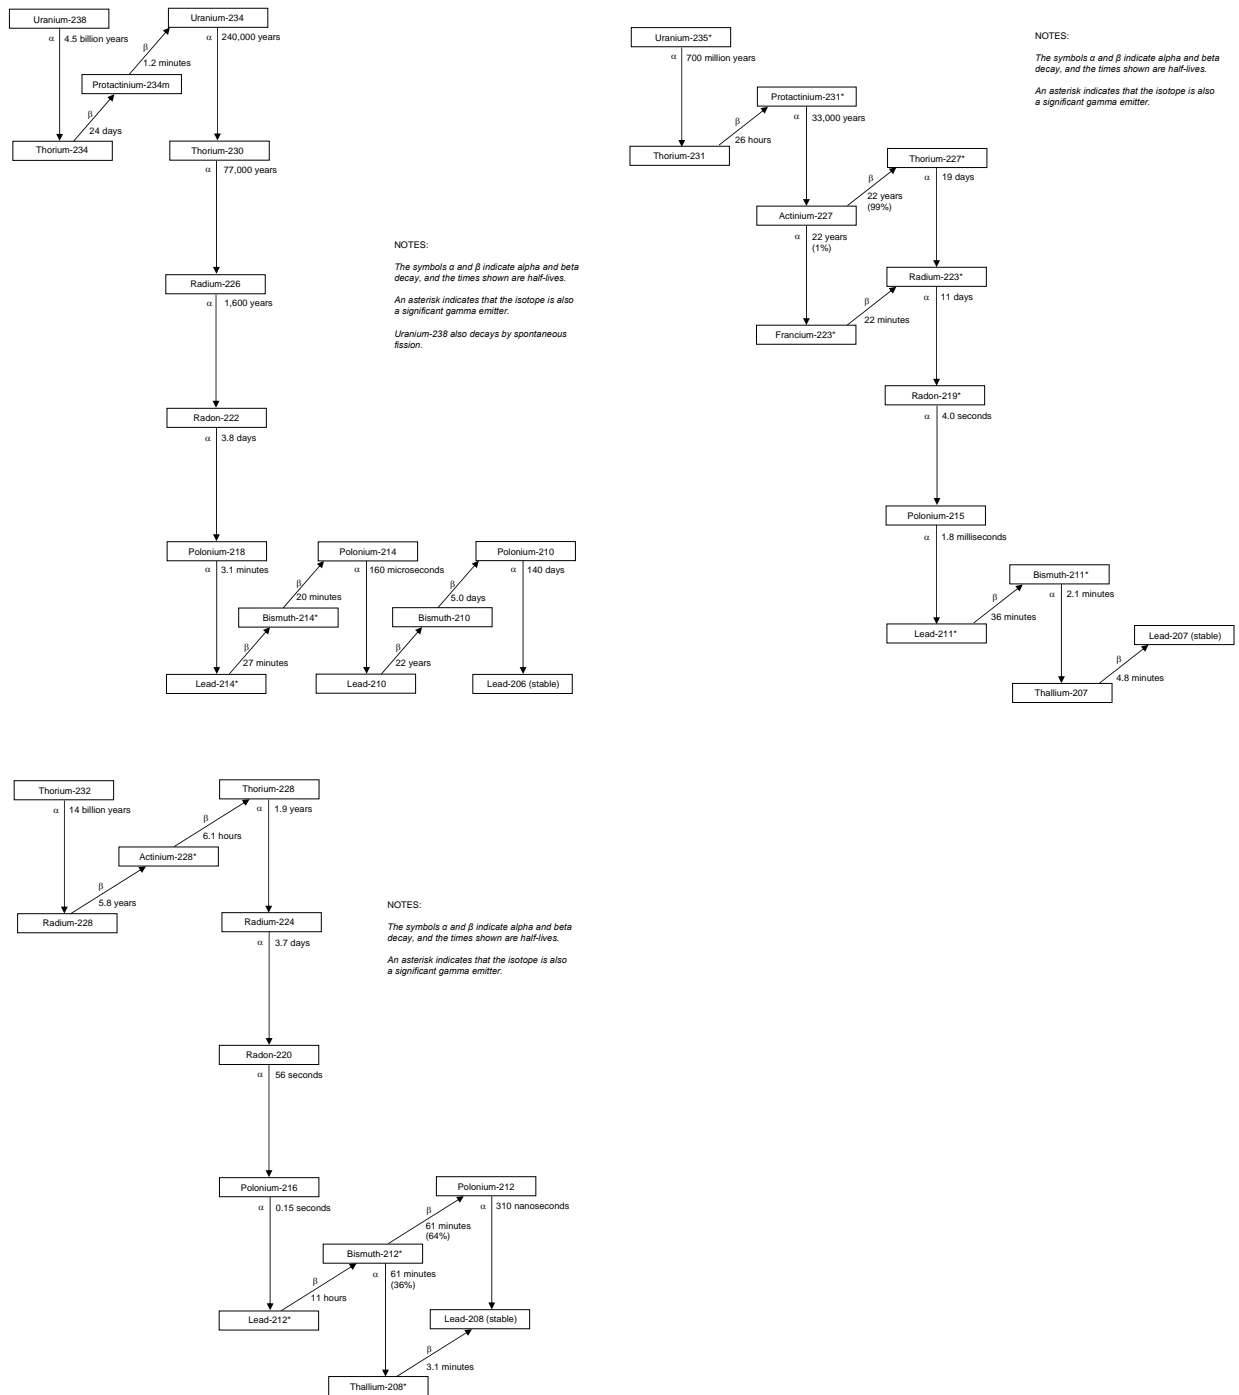 Uranium-238
α 4.5 billion years
Uranium-234
α 240,000 years
β
1.2 minutes
Protactinium-234m
β
24 days
Thorium-234
Thorium-230
α 77,000 years
Radium-226
α 1,600 years
Radon-222
α 3.8 days
Polonium-218
α 3.1 minutes
Polonium-214
α 160 microseconds
Polonium-210
α 140 days
β
20 minutes
β
5.0 days
Bismuth-214*
Bismuth-210
β
27 minutes
β
22 years
Lead-214*
Lead-210
Lead-206 (stable)
NOTES:
The symbols α and β indicate alpha and beta
decay, and the times shown are half-lives.
An asterisk indicates that the isotope is also
a significant gamma emitter.
Uranium-238 also decays by spontaneous
fission.
Uranium-235*
α 700 million years
Protactinium-231*
α 33,000 years
β
26 hours
Thorium-231
Thorium-227*
α 19 days
β
22 years
(99%)
Actinium-227
α 22 years
(1%)
Radium-223*
α 11 days
β
22 minutes
Francium-223*
Radon-219*
α 4.0 seconds
Polonium-215
α 1.8 milliseconds
Bismuth-211*
α 2.1 minutes
β
36 minutes
Lead-211*
Lead-207 (stable)
β
4.8 minutes
Thallium-207
NOTES:
The symbols α and β indicate alpha and beta
decay, and the times shown are half-lives.
An asterisk indicates that the isotope is also
a significant gamma emitter.
Thorium-232
α 14 billion years
Thorium-228
α 1.9 years
β
6.1 hours
Actinium-228*
β
5.8 years
Radium-228
Radium-224
α 3.7 days
Radon-220
α 56 seconds
Polonium-216
α 0.15 seconds
Polonium-212
α 310 nanoseconds
β
61 minutes
(64%)
Bismuth-212*
α 61 minutes
(36%)
β
11 hours
Lead-212*
Lead-208 (stable)
β
3.1 minutes
Thallium-208*
NOTES:
The symbols α and β indicate alpha and beta
decay, and the times shown are half-lives.
An asterisk indicates that the isotope is also
a significant gamma emitter.